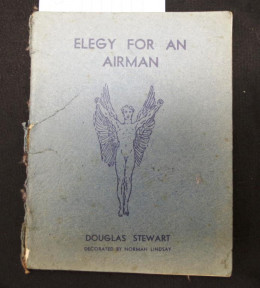 ELEGY FOR AN
AIRMAN
DOUGLAS STEWART
DECORATED BY NORMAN LINDSAY